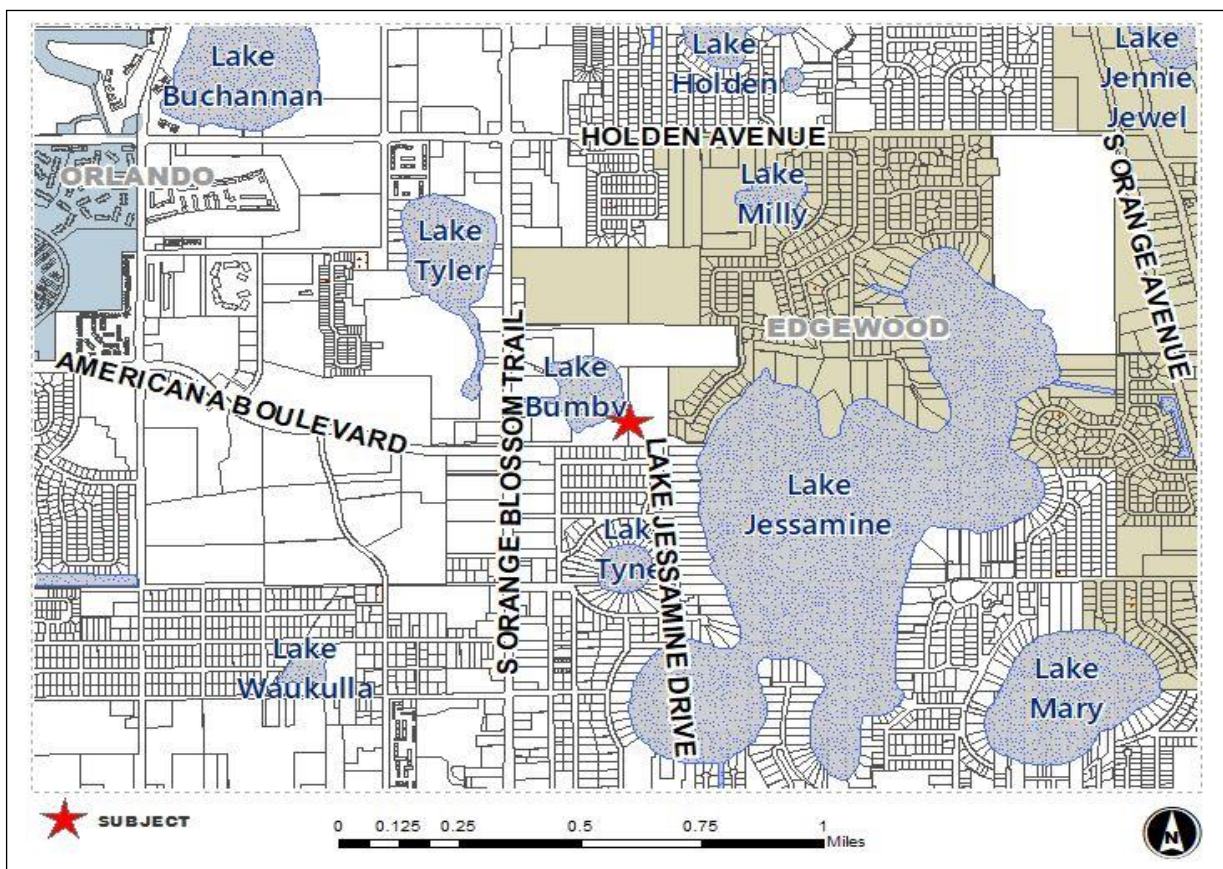 Lake
Buchannan
Lake
Holden
Lake
Jennie
Jewel
HOLDEN AVENUE
S ORANGE AVENUE
ORLANDO
Lake
Milly
Lake
Tyler
EDGEWOOD
AMERICANA BOULEVARD
S ORANGE BLOSSOM TRAIL
Lake
Bumby
LAKE JESSAMINE DRIVE
Lake
Jessamine
Lak
Tyne
Lake
Waukulla
Lake
Mary
SUBJECT
0 0.125 0.25 0.5 0.75 1
Miles
N